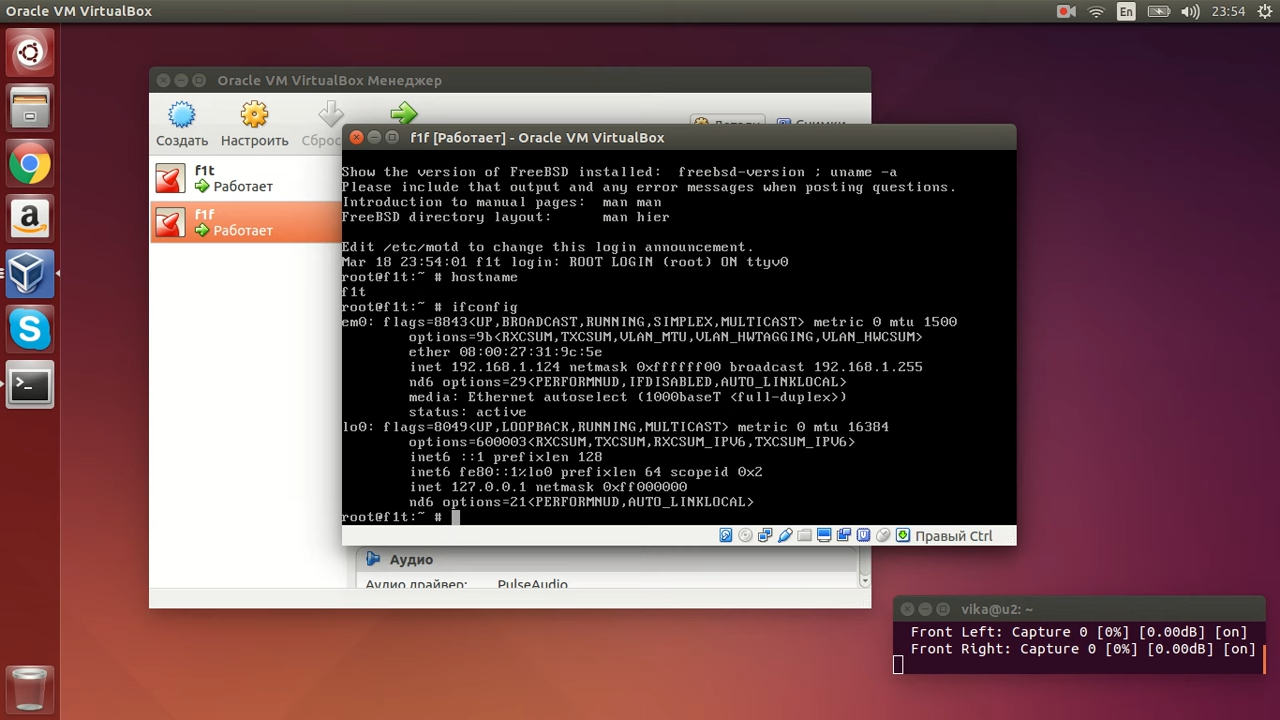 Oracle VM VirtualBox
En
23:54
Oracle VM VirtualBox Менеджер
Создать
Настроить
Сброс
f1t
Работает
f1f
Работает
f1f [Работает] - Oracle VM VirtualBox
Show the version of FreeBSD installed:  freebsd-version ; uname -a
Please include that output and any error messages when posting questions.
Introduction to manual pages:  man man
FreeBSD directory layout:      man hier
Edit /etc/motd to change this login announcement.
Mar 18 23:54:01 f1t login: ROOT LOGIN (root) ON ttyv0
root@f1t:~ # hostname
f1t
root@f1t:~ # ifconfig
em0: flags=8843<UP,BROADCAST,RUNNING,SIMPLEX,MULTICAST> metric 0 mtu 1500
options=9b<RXCSUM,TXCSUM,VLAN_MTU,VLAN_HWTAGGING,VLAN_HWCSUM>
ether 08:00:27:31:9c:5e
inet 192.168.1.124 netmask 0xffffff00 broadcast 192.168.1.255
nd6 options=29<PERFORMNUD,IFDISABLED,AUTO_LINKLOCAL>
media: Ethernet autoselect (1000baseT <full-duplex>)
status: active
lo0: flags=8049<UP,LOOPBACK,RUNNING,MULTICAST> metric 0 mtu 16384
options=600003<RXCSUM,TXCSUM,RXCSUM_IPV6,TXCSUM_IPV6>
inet6 ::1 prefixlen 128
inet6 fe80::1%lo0 prefixlen 64 scopeid 0x2
inet 127.0.0.1 netmask 0xff000000
nd6 options=21<PERFORMNUD,AUTO_LINKLOCAL>
root@f1t:~ #
Правый Ctrl
Аудио
Аудио драйвер: PulseAudio
vika@u2: ~
Front Left: Capture 0 [0%] [0.00dB] [on]
Front Right: Capture 0 [0%] [0.00dB] [on]